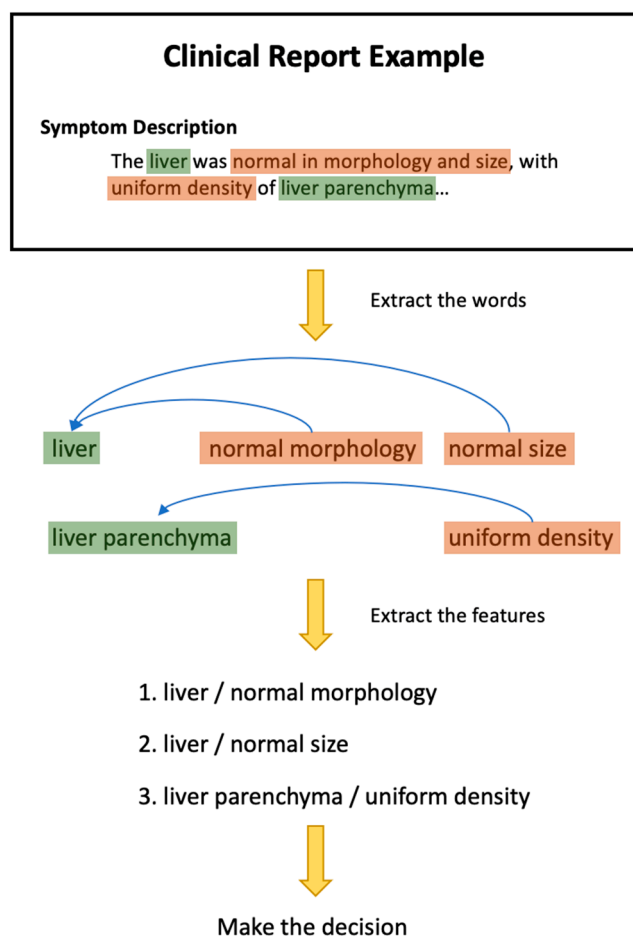 Clinical Report Example
Symptom Description
The liver was normal in morphology and size, with
uniform density of liver parenchyma...
Extract the words
liver normal morphology normal size
liver parenchyma uniform density
Extract the features
1. liver / normal morphology
2. liver / normal size
3. liver parenchyma / uniform density
Make the decision